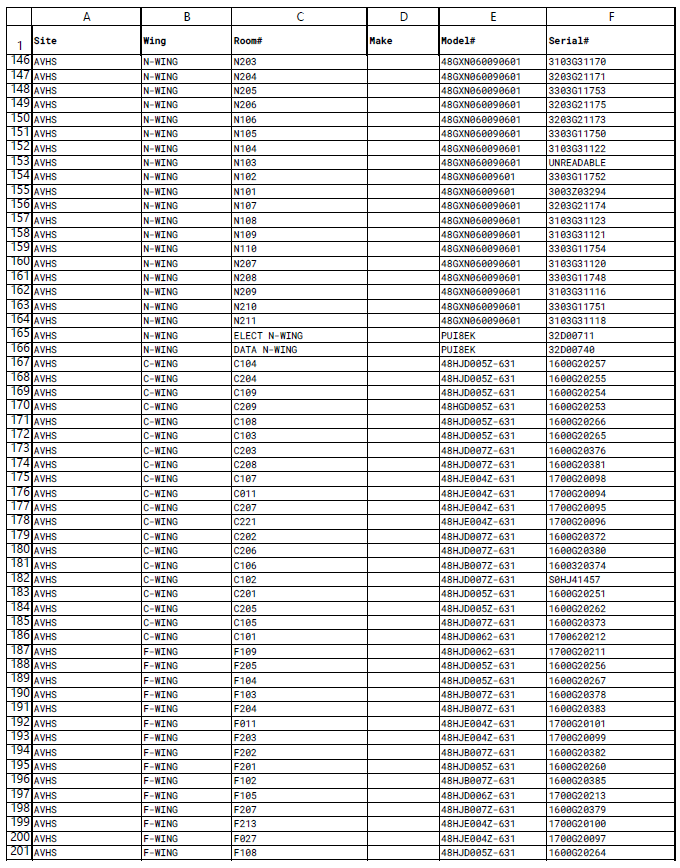 A B C D E F
1 Site Wing Room# Make Model# Serial#
146 AVHS N-WING N203 48GXN060090601 3103G31170
147 AVHS N-WING N204 48GXN060090601 3203G21171
148 AVHS N-WING N205 48GXN060090601 3303G11753
149 AVHS N-WING N206 48GXN060090601 3203G21175
150 AVHS N-WING N106 48GXN060090601 3203G21173
151 AVHS N-WING N105 48GXN060090601 3303G11750
152 AVHS N-WING N104 48GXN060090601 3103G31122
153 AVHS N-WING N103 48GXN060090601 UNREADABLE
154 AVHS N-WING N102 48GXN06009601 3303G11752
155 AVHS N-WING N101 48GXN06009601 3003Z03294
156 AVHS N-WING N107 48GXN060090601 3203G21174
157 AVHS N-WING N108 48GXN060090601 3103G31123
158 AVHS N-WING N109 48GXN060090601 3103G31121
159 AVHS N-WING N110 48GXN060090601 3303G11754
160 AVHS N-WING N207 48GXN060090601 3103G31120
161 AVHS N-WING N208 48GXN060090601 3303G11748
162 AVHS N-WING N209 48GXN060090601 3103G31116
163 AVHS N-WING N210 48GXN060090601 3303G11751
164 AVHS N-WING N211 48GXN060090601 3103G31118
165 AVHS N-WING ELECT N-WING PUI8EK 32D00711
166 AVHS N-WING DATA N-WING PUI8EK 32D00740
167 AVHS C-WING C104 48HJD005Z-631 1600G20257
168 AVHS C-WING C204 48HJD005Z-631 1600G20255
169 AVHS C-WING C109 48HJD005Z-631 1600G20254
170 AVHS C-WING C209 48HGD005Z-631 1600G20253
171 AVHS C-WING C108 48HJD005Z-631 1600G20266
172 AVHS C-WING C103 48HJD005Z-631 1600G20265
173 AVHS C-WING C203 48HJD007Z-631 1600G20376
174 AVHS C-WING C208 48HJD007Z-631 1600G20381
175 AVHS C-WING C107 48HJE004Z-631 1700G20098
176 AVHS C-WING C011 48HJE004Z-631 1700G20094
177 AVHS C-WING C207 48HJE004Z-631 1700G20095
178 AVHS C-WING C221 48HJE004Z-631 1700G20096
179 AVHS C-WING C202 48HJD007Z-631 1600G20372
180 AVHS C-WING C206 48HJD007Z-631 1600G20380
181 AVHS C-WING C106 48HJB007Z-631 1600320374
182 AVHS C-WING C102 48HJD007Z-631 S0HJ41457
183 AVHS C-WING C201 48HJD005Z-631 1600G20251
184 AVHS C-WING C205 48HJD005Z-631 1600G20262
185 AVHS C-WING C105 48HJD007Z-631 1600G20373
186 AVHS C-WING C101 48HJD0062-631 1700620212
187 AVHS F-WING F109 48HJD0062-631 1700G20211
188 AVHS F-WING F205 48HJD005Z-631 1600G20256
189 AVHS F-WING F104 48HJD005Z-631 1600G20267
190 AVHS F-WING F103 48HJB007Z-631 1600G20378
191 AVHS F-WING F204 48HJB007Z-631 1600G20383
192 AVHS F-WING F011 48HJE004Z-631 1700G20101
193 AVHS F-WING F203 48HJE004Z-631 1700G20099
194 AVHS F-WING F202 48HJB007Z-631 1600G20382
195 AVHS F-WING F201 48HJD005Z-631 1600G20260
196 AVHS F-WING F102 48HJB007Z-631 1600G20385
197 AVHS F-WING F105 48HJD006Z-631 1700G20213
198 AVHS F-WING F207 48HJB007Z-631 1600G20379
199 AVHS F-WING F213 48HJE004Z-631 1700G20100
200 AVHS F-WING F027 48HJE004Z-631 1700G20097
201 AVHS F-WING F108 48HJD005Z-631 1600G20264